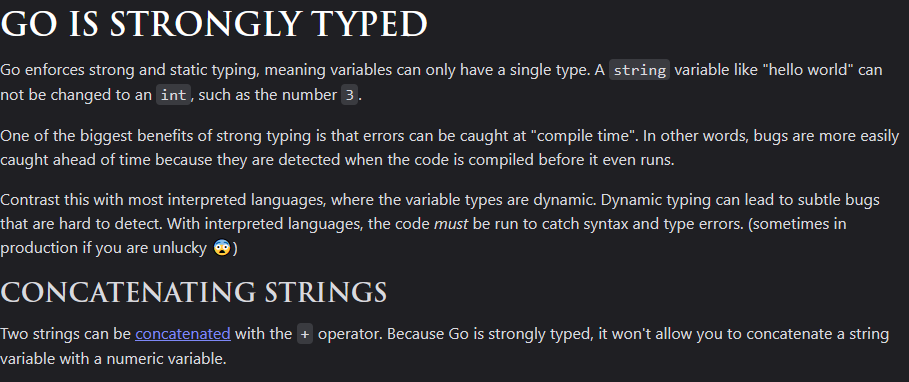 GO IS STRONGLY TYPED
Go enforces strong and static typing, meaning variables can only have a single type. A string variable like "hello world" can
not be changed to an int, such as the number 3.
One of the biggest benefits of strong typing is that errors can be caught at "compile time". In other words, bugs are more easily
caught ahead of time because they are detected when the code is compiled before it even runs.
Contrast this with most interpreted languages, where the variable types are dynamic. Dynamic typing can lead to subtle bugs
that are hard to detect. With interpreted languages, the code must be run to catch syntax and type errors. (sometimes in
production if you are unlucky 😨)
CONCATENATING STRINGS
Two strings can be concatenated with the + operator. Because Go is strongly typed, it won't allow you to concatenate a string
variable with a numeric variable.